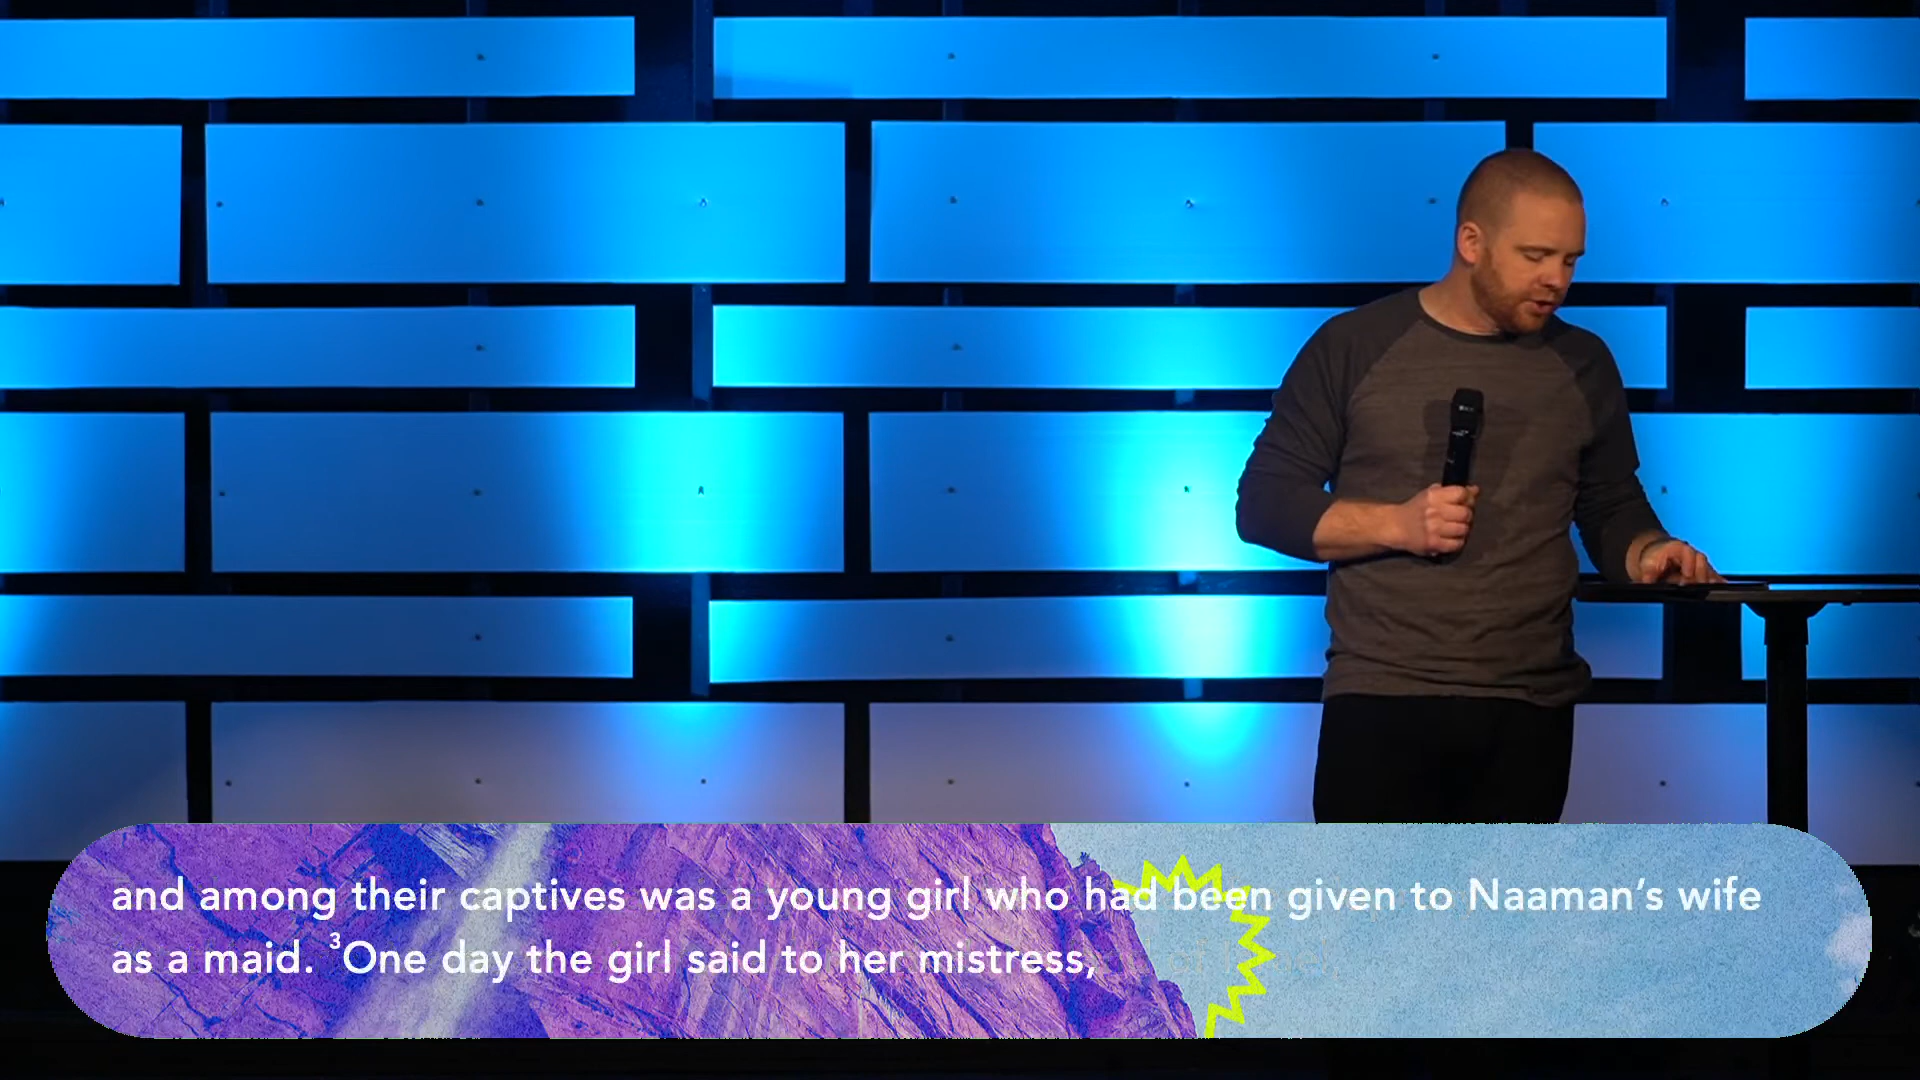 and among their captives was a young girl who had been given to Naaman’s wife
as a maid. ³One day the girl said to her mistress,